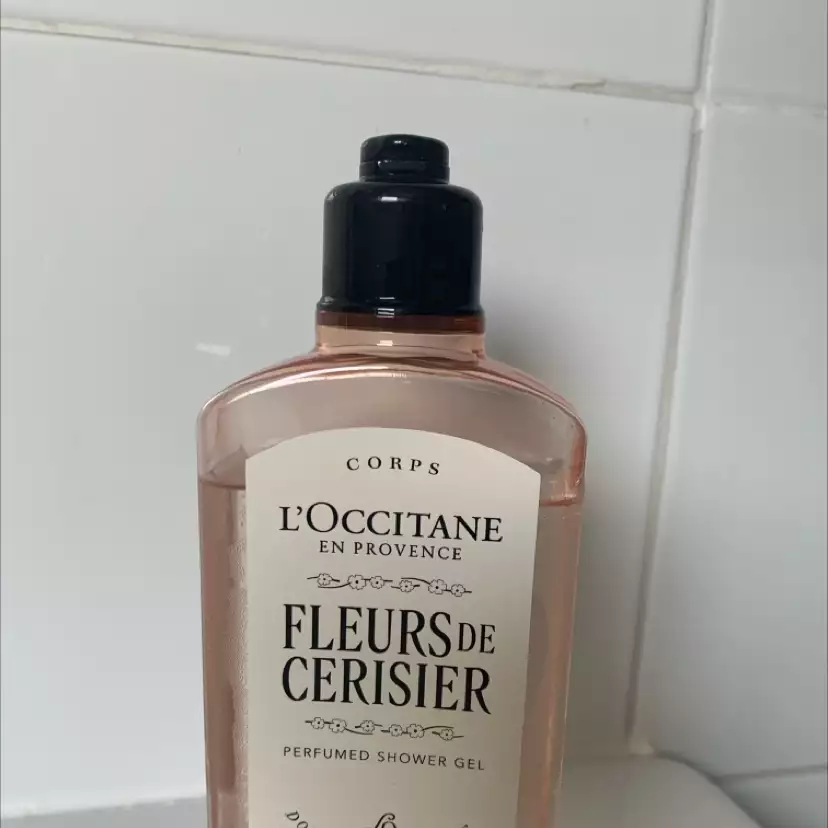 CORPS
L'OCCITANE
EN PROVENCE
FLEURS DE
CERISIER
PERFUMED SHOWER GEL